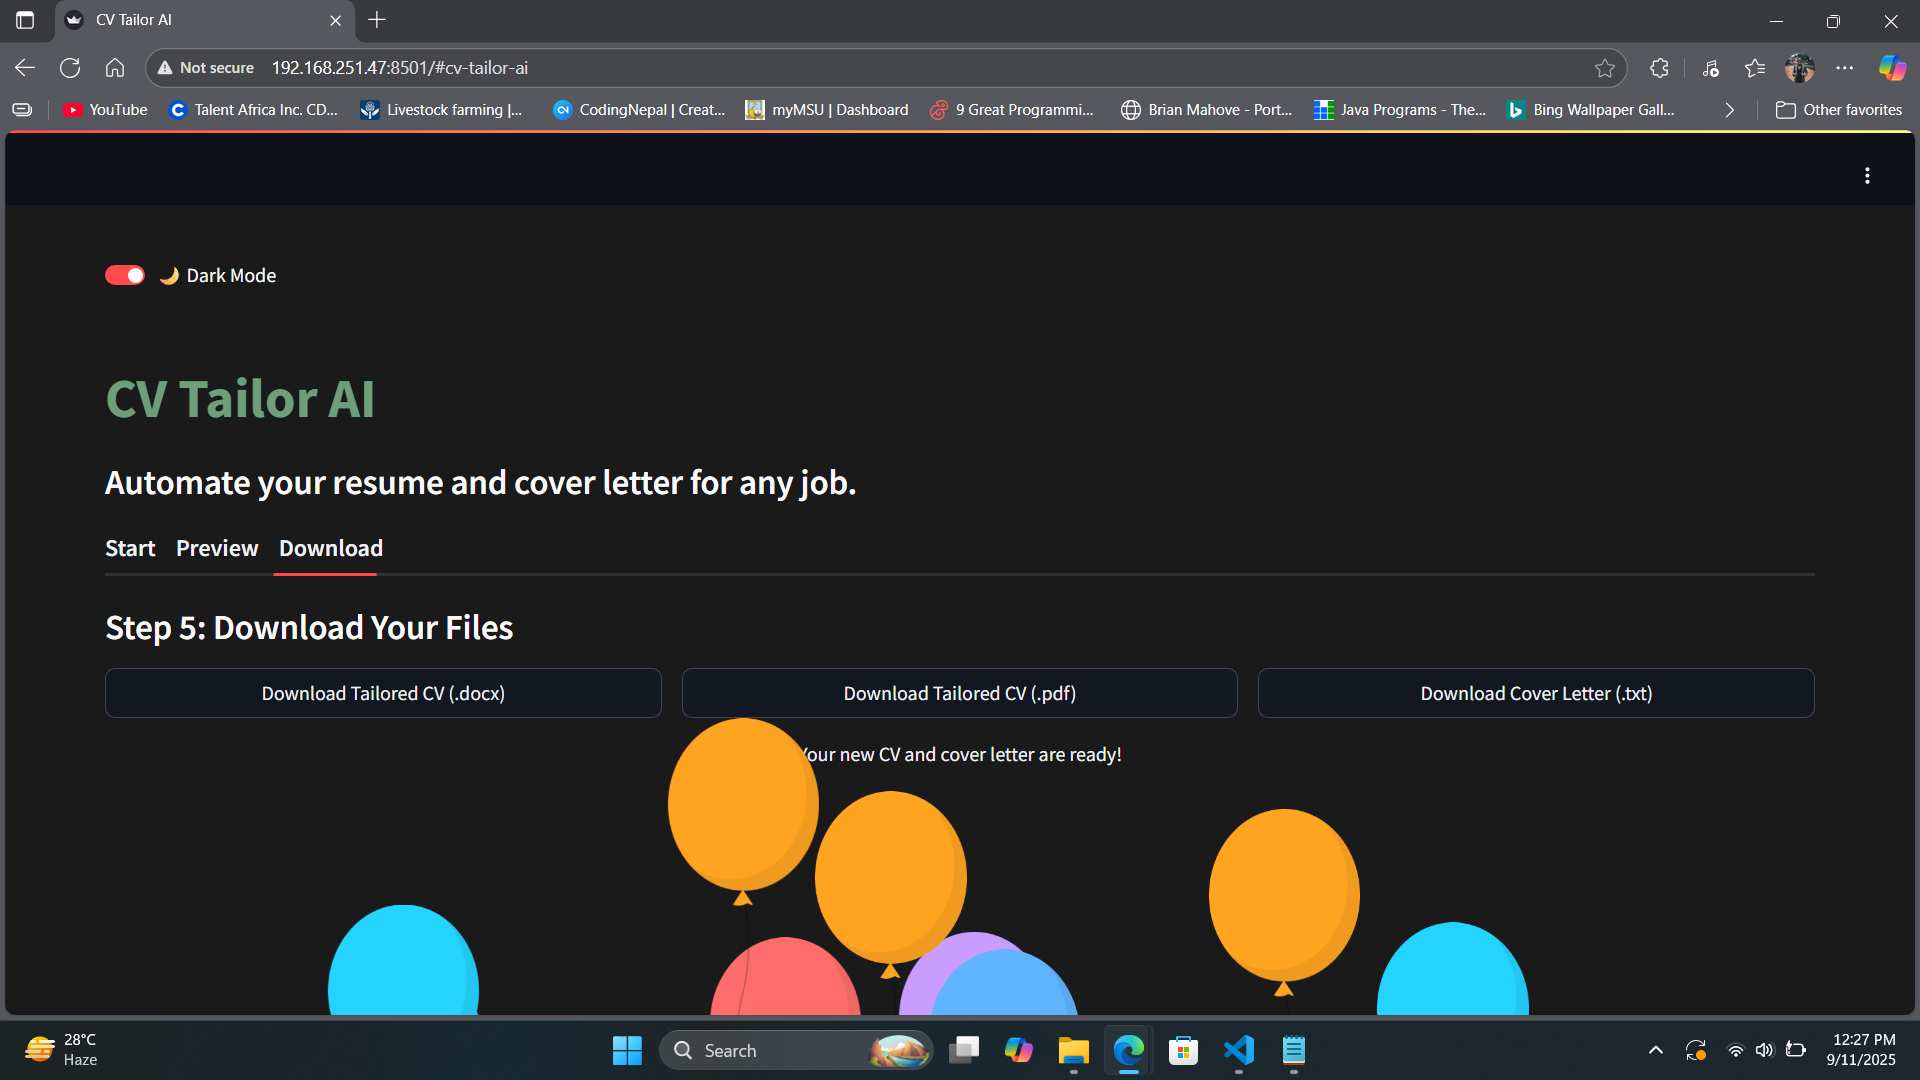 CV Tailor AI
Not secure 192.168.251.47:8501/#cv-tailor-ai
YouTube Talent Africa Inc. CD... Livestock farming |... CodingNepal | Creat... myMSU | Dashboard 9 Great Programmi... Brian Mahove - Port... Java Programs - The... Bing Wallpaper Gall... Other favorites
🌙 Dark Mode
CV Tailor AI
Automate your resume and cover letter for any job.
Start Preview Download
Step 5: Download Your Files
Download Tailored CV (.docx) Download Tailored CV (.pdf) Download Cover Letter (.txt)
Your new CV and cover letter are ready!
28°C
Haze
Search
12:27 PM
9/11/2025